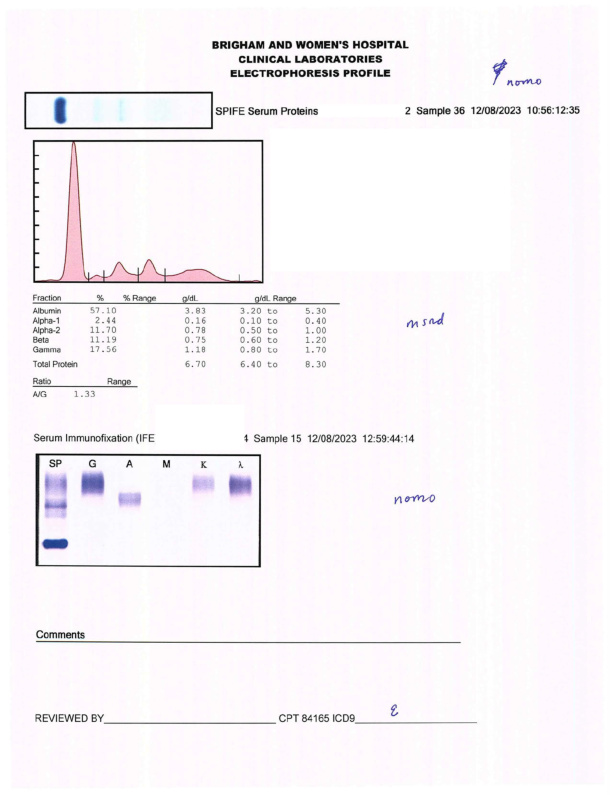 BRIGHAM AND WOMEN'S HOSPITAL
CLINICAL LABORATORIES
ELECTROPHORESIS PROFILE
nomo
SPIFE Serum Proteins 2 Sample 36 12/08/2023 10:56:12:35
Fraction % % Range g/dL g/dL Range
Albumin 57.10 3.83 3.20 to 5.30
Alpha-1 2.44 0.16 0.10 to 0.40
Alpha-2 11.70 0.78 0.50 to 1.00
Beta 11.19 0.75 0.60 to 1.20
Gamma 17.56 1.18 0.80 to 1.70
Total Protein 6.70 6.40 to 8.30
msnd
Ratio Range
A/G 1.33
Serum Immunofixation (IFE 4 Sample 15 12/08/2023 12:59:44:14
SP G A M K λ
nomo
Comments
REVIEWED BY CPT 84165 ICD9